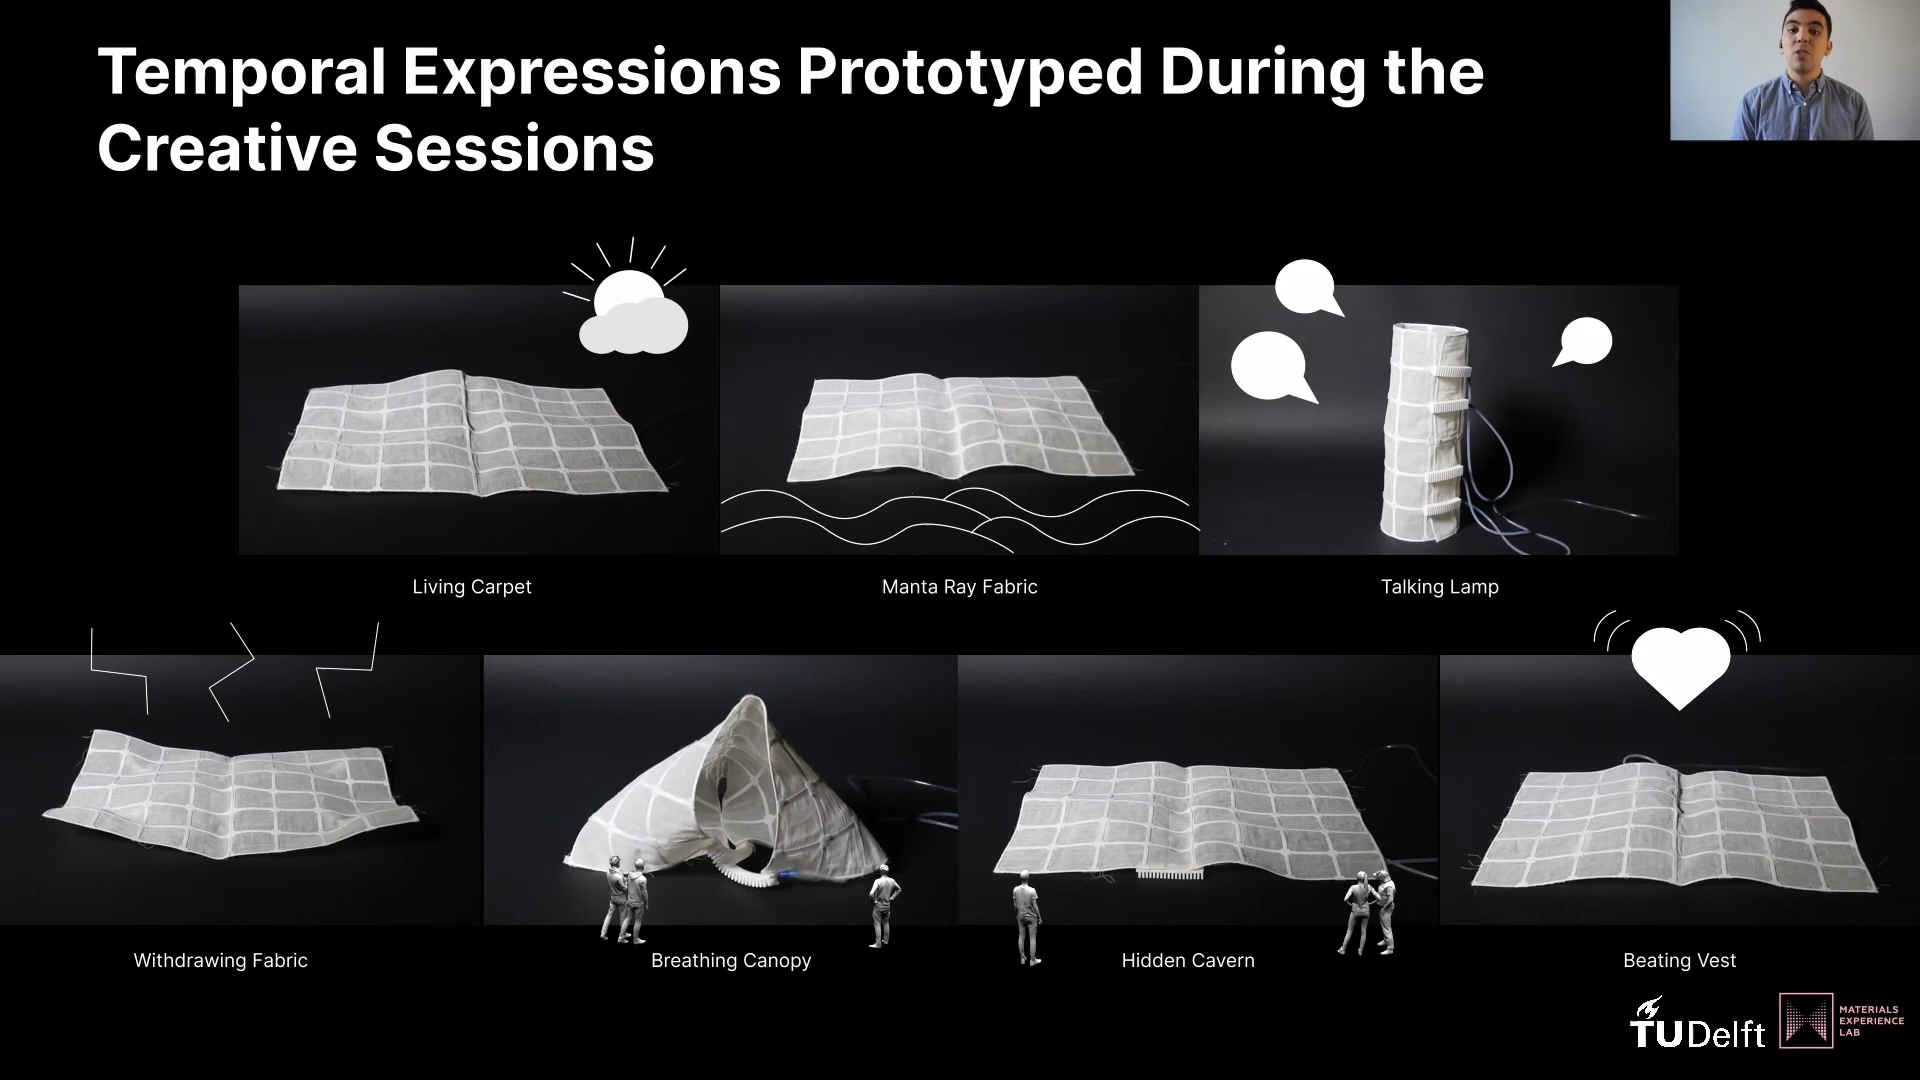 Temporal Expressions Prototyped During the
Creative Sessions
Living Carpet
Manta Ray Fabric
Talking Lamp
Withdrawing Fabric
Breathing Canopy
Hidden Cavern
Beating Vest
TUDelft
MATERIALS
EXPERIENCE
LAB